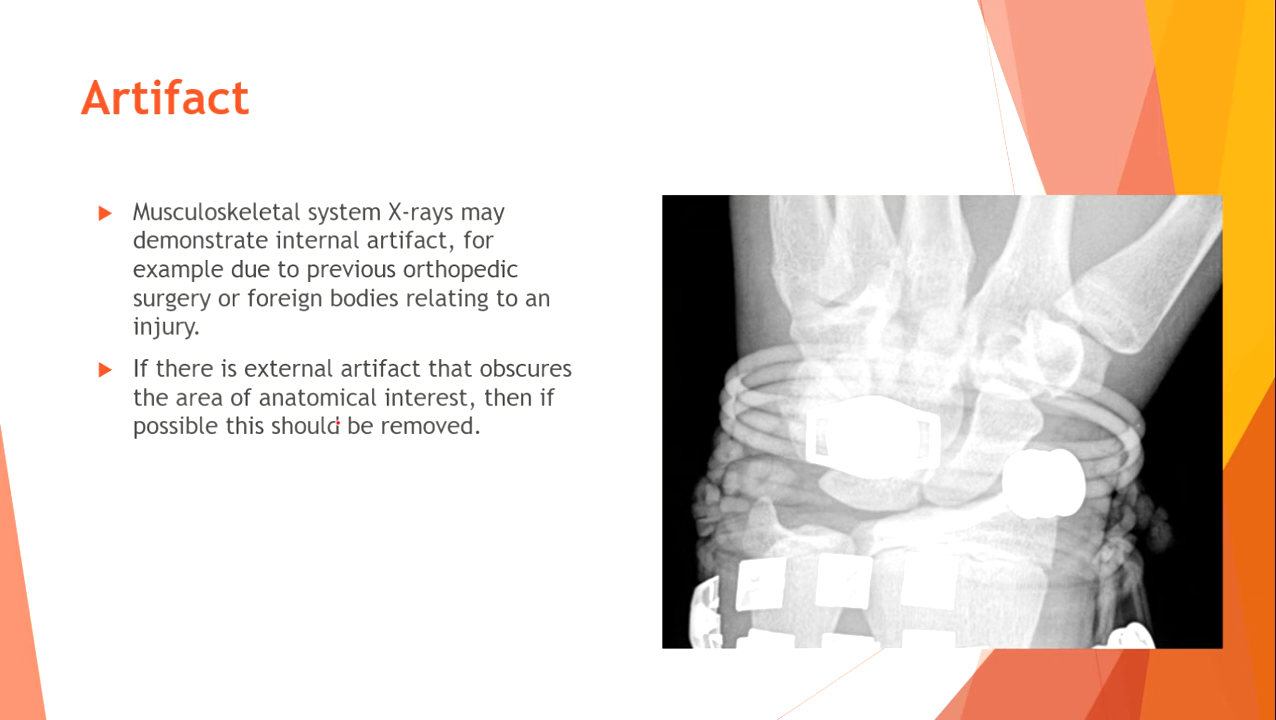 Artifact
Musculoskeletal system X-rays may
demonstrate internal artifact, for
example due to previous orthopedic
surgery or foreign bodies relating to an
injury.
If there is external artifact that obscures
the area of anatomical interest, then if
possible this should be removed.